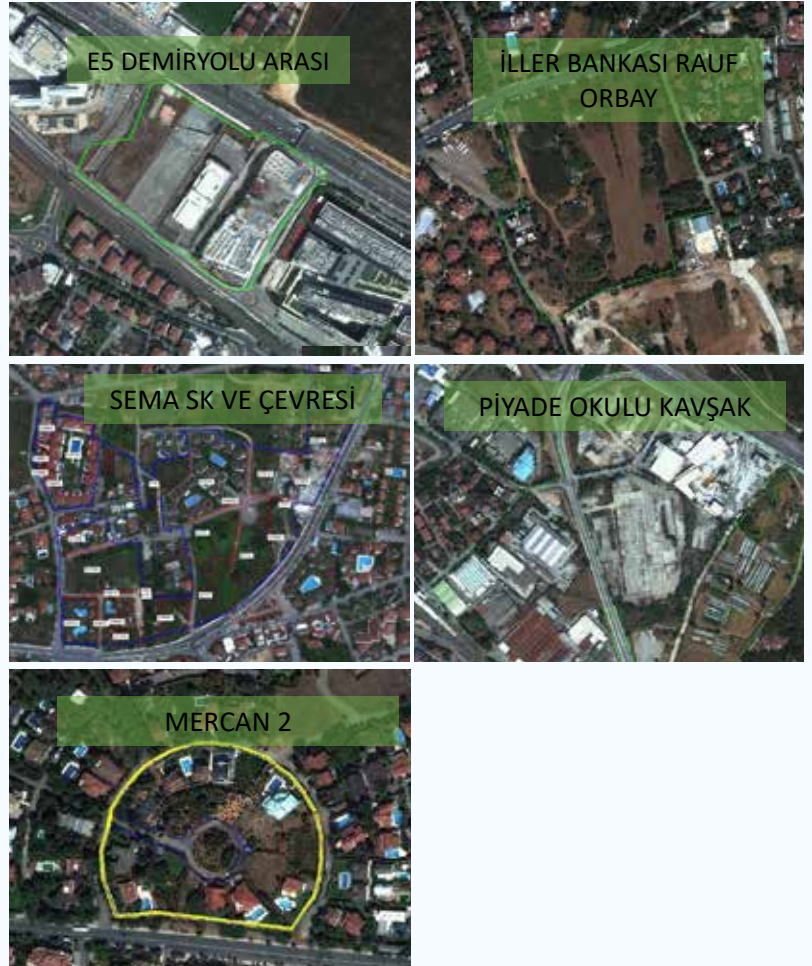 E5 DEMİRYOLU ARASI
İLLER BANKASI RAUF
ORBAY
SEMA SK VE ÇEVRESİ
PİYADE OKULU KAVŞAK
MERCAN 2